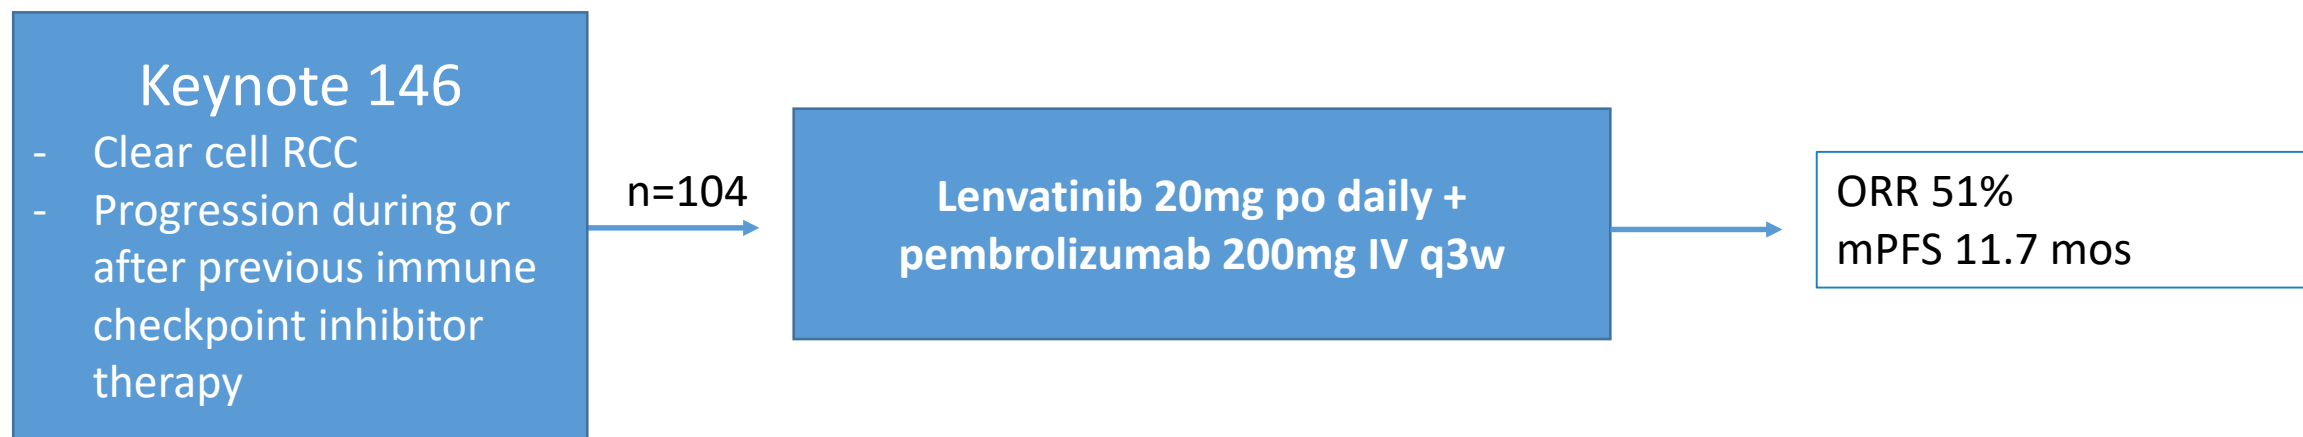 Keynote 146
- Clear cell RCC
- Progression during or
after previous immune
checkpoint inhibitor
therapy
n=104
Lenvatinib 20mg po daily +
pembrolizumab 200mg IV q3w
ORR 51%
mPFS 11.7 mos